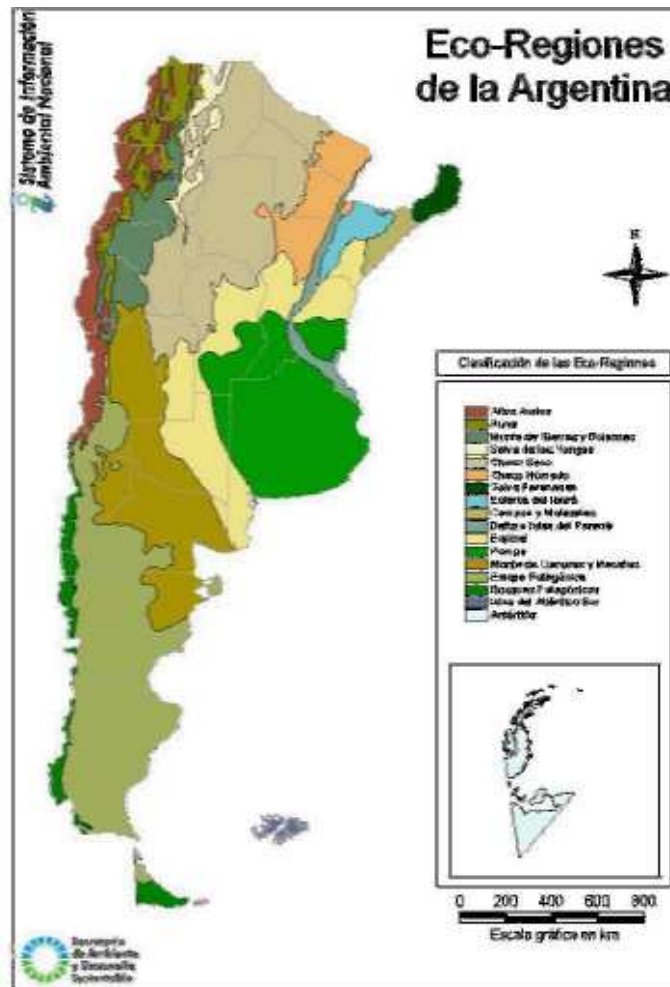 Eco-Regiones
de la Argentina
Sistema de Información
Ambiental Nacional
N
Clasificación de las Eco-Regiones
Altos Andes
Puna
Monte de Sierras y Bolsones
Selva de las Yungas
Chaco Seco
Chaco Húmedo
Selva Paranaense
Esteros del Iberá
Campos y Malezales
Delta e Islas del Paraná
Espinal
Pampa
Monte de Llanuras y Mesetas
Estepa Patagónica
Bosques Patagónicos
Islas del Atlántico Sur
Antártida
0 200 400 600 800
Escala gráfica en km
Secretaría
de Ambiente
y Desarrollo
Sustentable